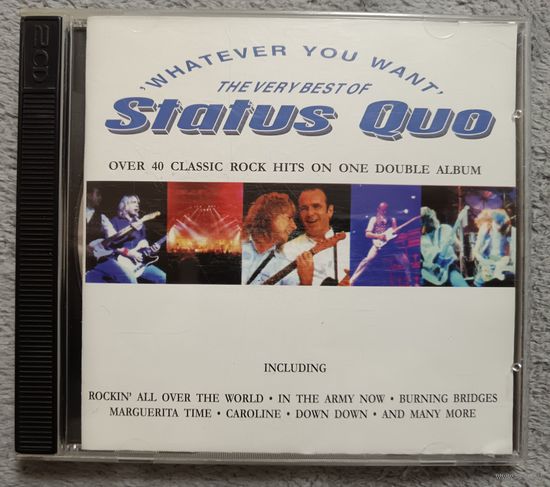 2CD
'WHATEVER YOU WANT'
THE VERY BEST OF
Status Quo
OVER 40 CLASSIC ROCK HITS ON ONE DOUBLE ALBUM
INCLUDING
ROCKIN' ALL OVER THE WORLD • IN THE ARMY NOW • BURNING BRIDGES
MARGUERITA TIME • CAROLINE • DOWN DOWN • AND MANY MORE